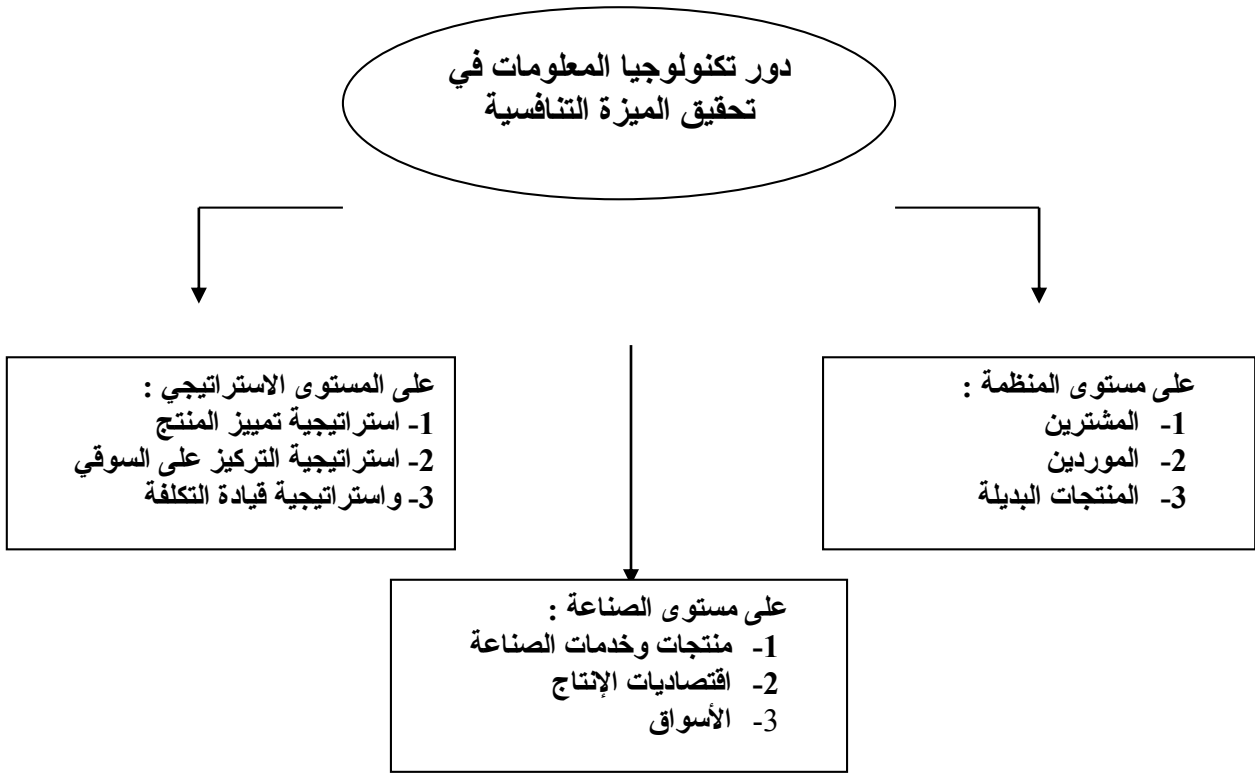 دور تكنولوجيا المعلومات في
تحقيق الميزة التنافسية
على مستوى المنظمة :
1- المشترين
2- الموردين
3- المنتجات البديلة
على المستوى الاستراتيجي :
1- استراتيجية تمييز المنتج
2- استراتيجية التركيز على السوقي
3- واستراتيجية قيادة التكلفة
على مستوى الصناعة :
1- منتجات وخدمات الصناعة
2- اقتصاديات الإنتاج
3- الأسواق